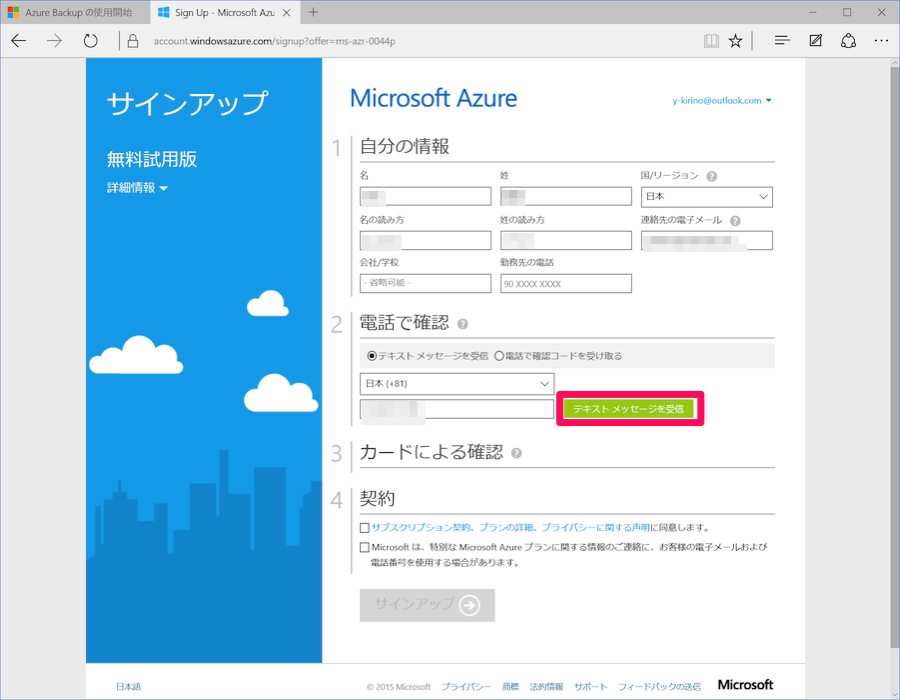 Azure Backup の使用開始
Sign Up - Microsoft Azu
account.windowsazure.com/signup?offer=ms-azr-0044p
サインアップ
無料試用版
詳細情報
Microsoft Azure
y-kirino@outlook.com
1 自分の情報
名 姓 国/リージョン ?
日本
名の読み方 姓の読み方 連絡先の電子メール ?
会社/学校 勤務先の電話
- 省略可能 - 90 XXXX XXXX
2 電話で確認 ?
テキスト メッセージを受信 電話で確認コードを受け取る
日本 (+81)
テキスト メッセージを受信
3 カードによる確認 ?
4 契約
サブスクリプション契約、プランの詳細、プライバシーに関する声明に同意します。
Microsoft は、特別な Microsoft Azure プランに関する情報のご連絡に、お客様の電子メールおよび
電話番号を使用する場合があります。
サインアップ
日本語 © 2015 Microsoft プライバシー 商標 法的情報 サポート フィードバックの送信 Microsoft